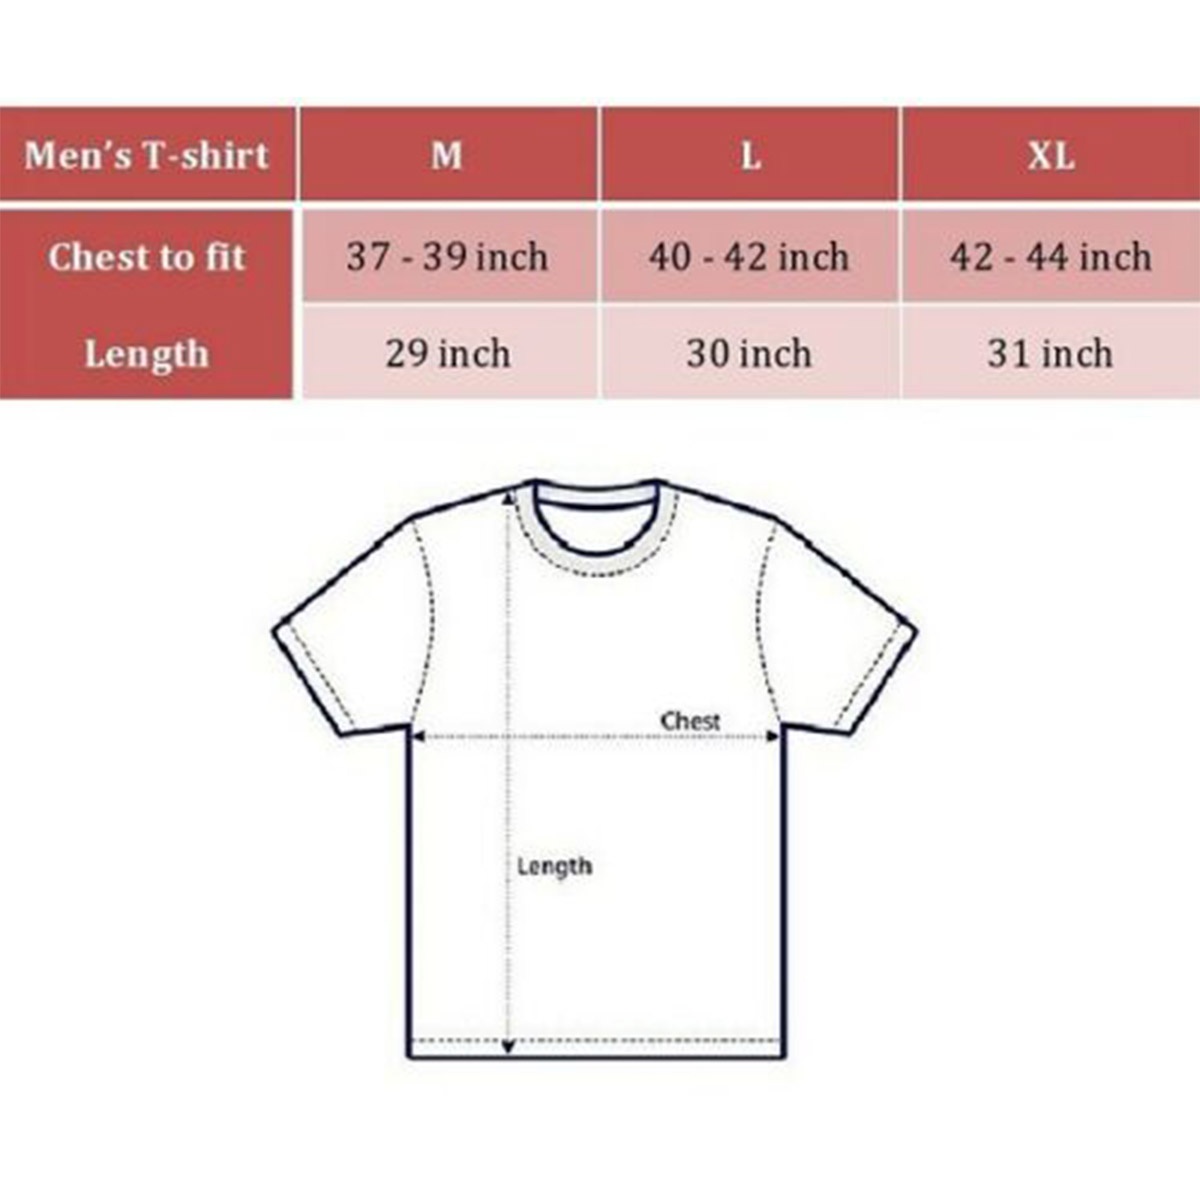 Men's T-shirt M L XL
Chest to fit 37 - 39 inch 40 - 42 inch 42 - 44 inch
Length 29 inch 30 inch 31 inch
Chest
Length